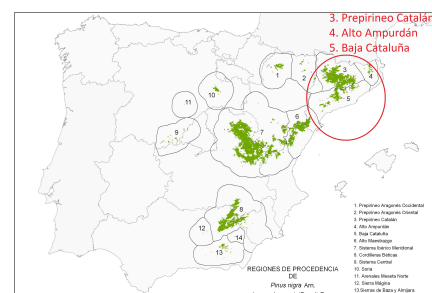 3. Prepirineo Catalán
4. Alto Ampurdán
5. Baja Cataluña
1
2
3
4
5
6
7
8
9
10
11
12
13
14
REGIONES DE PROCEDENCIA
DE
Pinus nigra Arn.
1. Prepirineo Aragonés Occidental
2. Prepirineo Aragonés Oriental
3. Prepirineo Catalán
4. Alto Ampurdán
5. Baja Cataluña
6. Alto Maestrazgo
7. Sistema Ibérico Meridional
8. Cordilleras Béticas
9. Sistema Central
10. Soria
11. Arenales Meseta Norte
12. Sierra Mágina
13.Sierras de Baza y Almijara